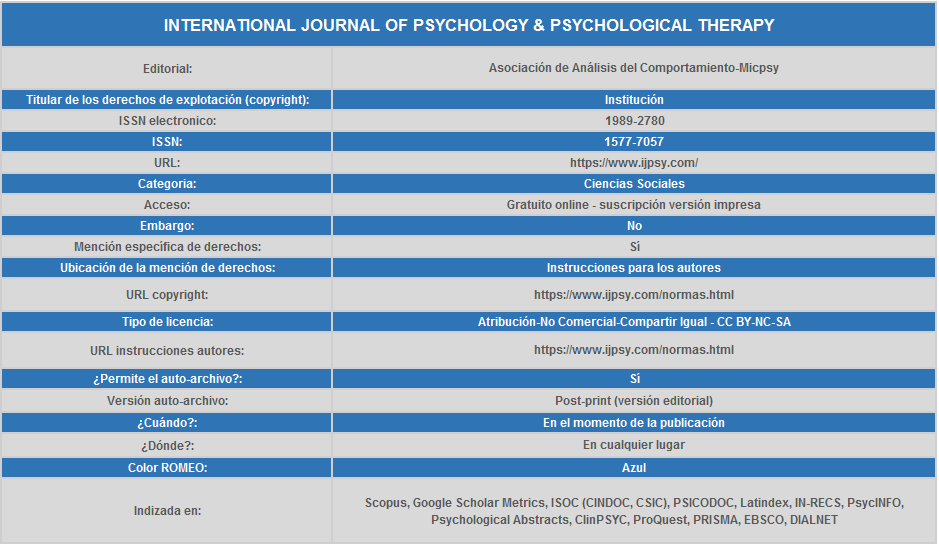 INTERNATIONAL JOURNAL OF PSYCHOLOGY & PSYCHOLOGICAL THERAPY
Editorial: Asociación de Análisis del Comportamiento-Micpsy
Titular de los derechos de explotación (copyright): Institución
ISSN electronico: 1989-2780
ISSN: 1577-7057
URL: https://www.ijpsy.com/
Categoria: Ciencias Sociales
Acceso: Gratuito online - suscripción versión impresa
Embargo: No
Mención específica de derechos: Sí
Ubicación de la mención de derechos: Instrucciones para los autores
URL copyright: https://www.ijpsy.com/normas.html
Tipo de licencia: Atribución-No Comercial-Compartir Igual - CC BY-NC-SA
URL instrucciones autores: https://www.ijpsy.com/normas.html
¿Permite el auto-archivo?: Sí
Versión auto-archivo: Post-print (versión editorial)
¿Cuándo?: En el momento de la publicación
¿Dónde?: En cualquier lugar
Color ROMEO: Azul
Indizada en: Scopus, Google Scholar Metrics, ISOC (CINDOC, CSIC), PSICODOC, Latindex, IN-RECS, PsycINFO,
Psychological Abstracts, ClinPSYC, ProQuest, PRISMA, EBSCO, DIALNET